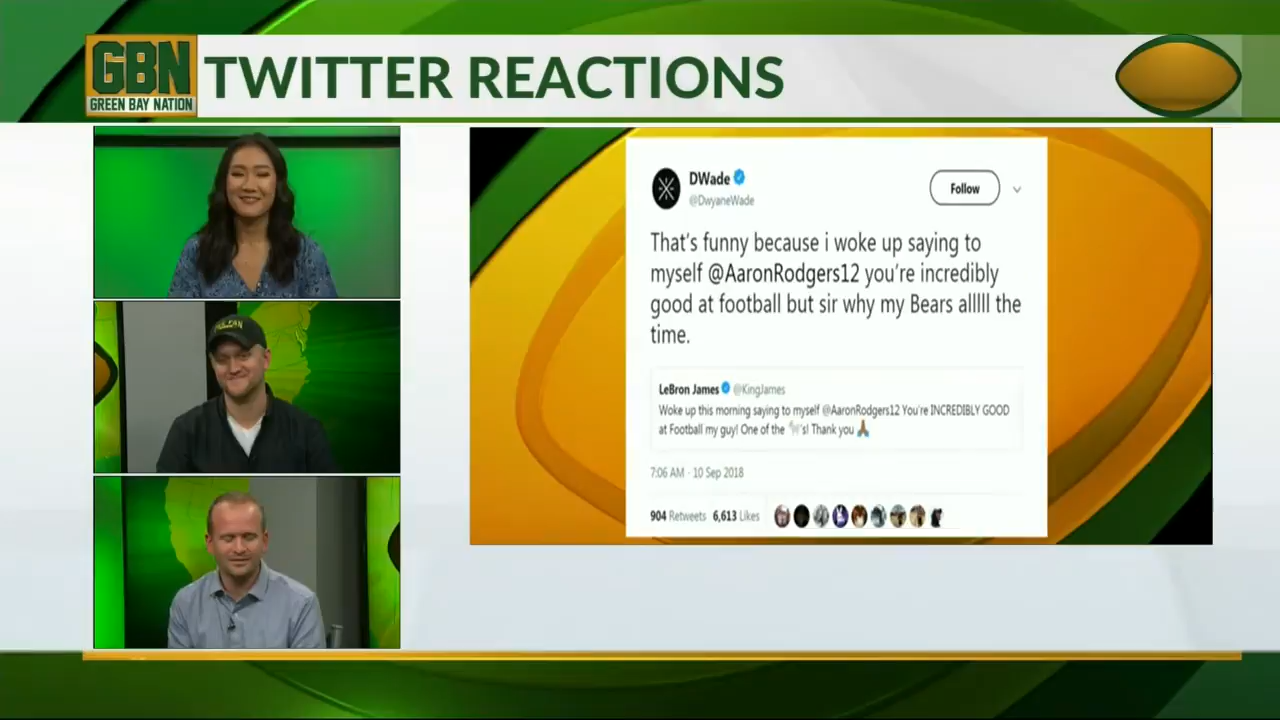 GBN
GREEN BAY NATION
TWITTER REACTIONS
DWade
@DwyaneWade
Follow
That's funny because i woke up saying to
myself @AaronRodgers12 you're incredibly
good at football but sir why my Bears alllll the
time.
LeBron James @KingJames
Woke up this morning saying to myself @AaronRodgers12 You're INCREDIBLY GOOD
at Football my guy! One of the 🐐's! Thank you 🙏🏾
7:06 AM - 10 Sep 2018
904 Retweets 6,613 Likes
FAN